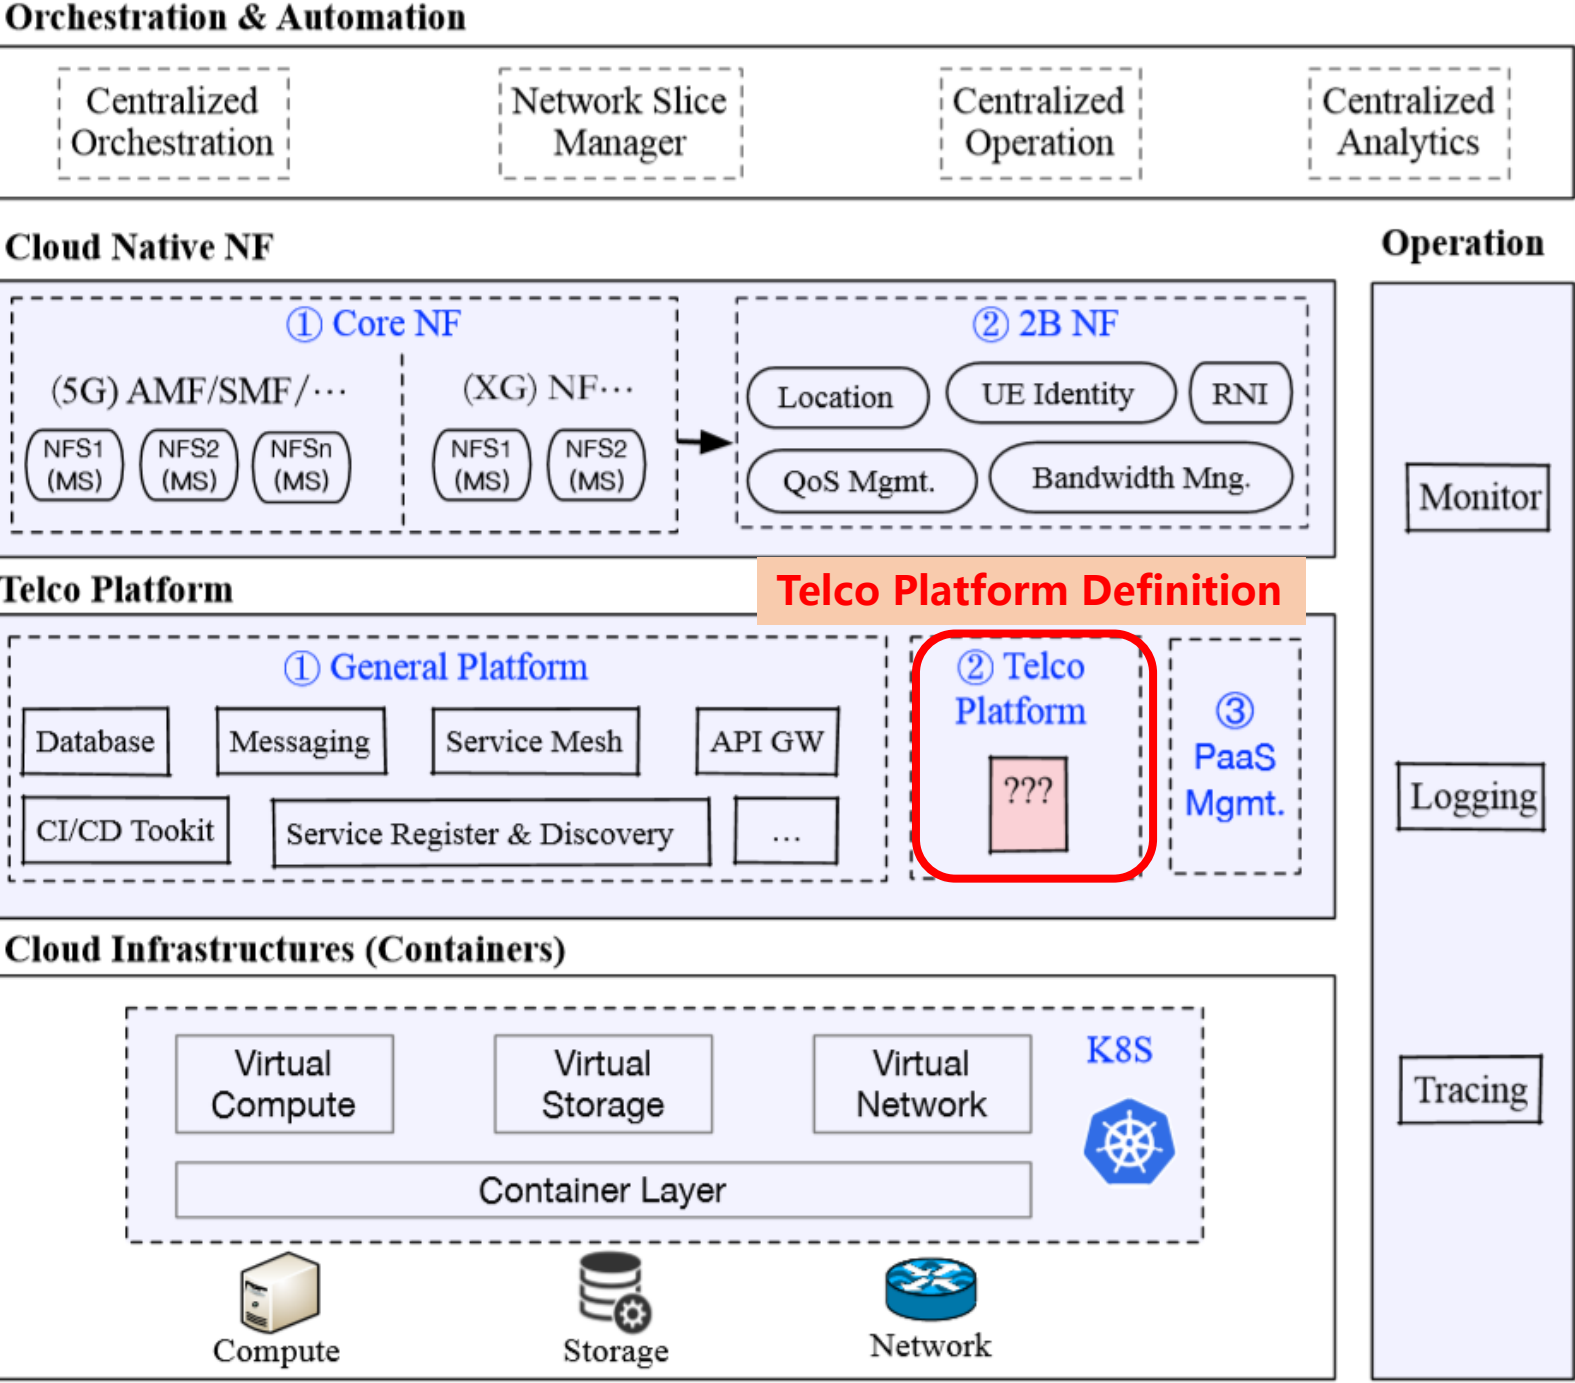 Orchestration & Automation
Centralized
Orchestration
Network Slice
Manager
Centralized
Operation
Centralized
Analytics
Cloud Native NF
Operation
① Core NF
② 2B NF
(5G) AMF/SMF/···
(XG) NF···
NFS1
(MS)
NFS2
(MS)
NFSn
(MS)
NFS1
(MS)
NFS2
(MS)
Location
UE Identity
RNI
QoS Mgmt.
Bandwidth Mng.
Monitor
Telco Platform Definition
Telco Platform
① General Platform
Database
Messaging
Service Mesh
API GW
CI/CD Tookit
Service Register & Discovery
...
② Telco
Platform
???
③
PaaS
Mgmt.
Logging
Cloud Infrastructures (Containers)
Virtual
Compute
Virtual
Storage
Virtual
Network
K8S
Container Layer
Tracing
Compute
Storage
Network